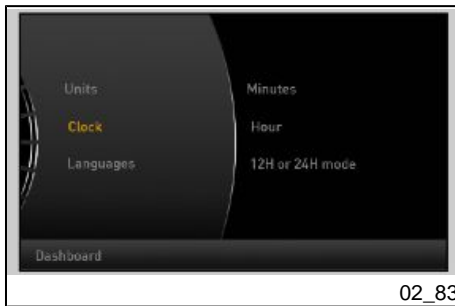 Units
Clock
Languages
Minutes
Hour
12H or 24H mode
Dashboard
02_83